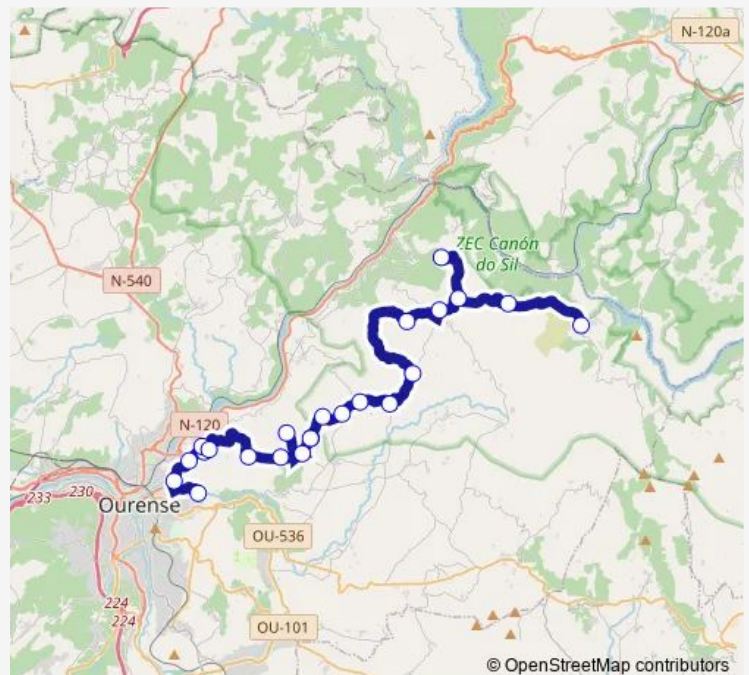 N-120a
ZEC Canón
do Sil
N-540
N-120
233
230
Ourense
OU-536
224
224
OU-101
© OpenStreetMap contributors